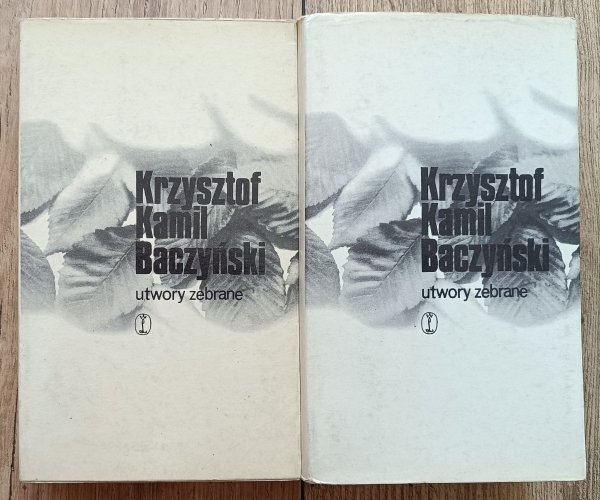 Krzysztof
Kamil
Baczyński
utwory zebrane
Krzysztof
Kamil
Baczyński
utwory zebrane